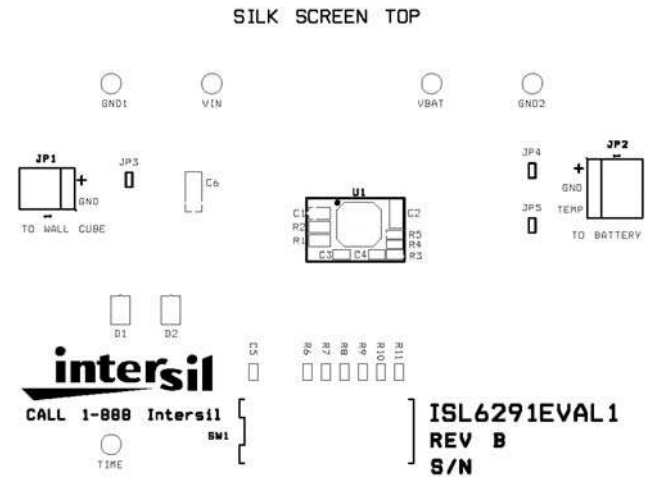 SILK SCREEN TOP
GND1 VIN VBAT GND2
JP1 JP3 JP4 JP2
+ C6 U1 + GND
GND TEMP
TO WALL CUBE JP5 TO BATTERY
C1 C2
R2 R5
R1 R4
C3 C4 R3
D1 D2
C5 R6 R7 R8 R9 R10 R11
intersil
CALL 1-888 Intersil
SW1
ISL6291EVAL1
REV B
S/N
TIME